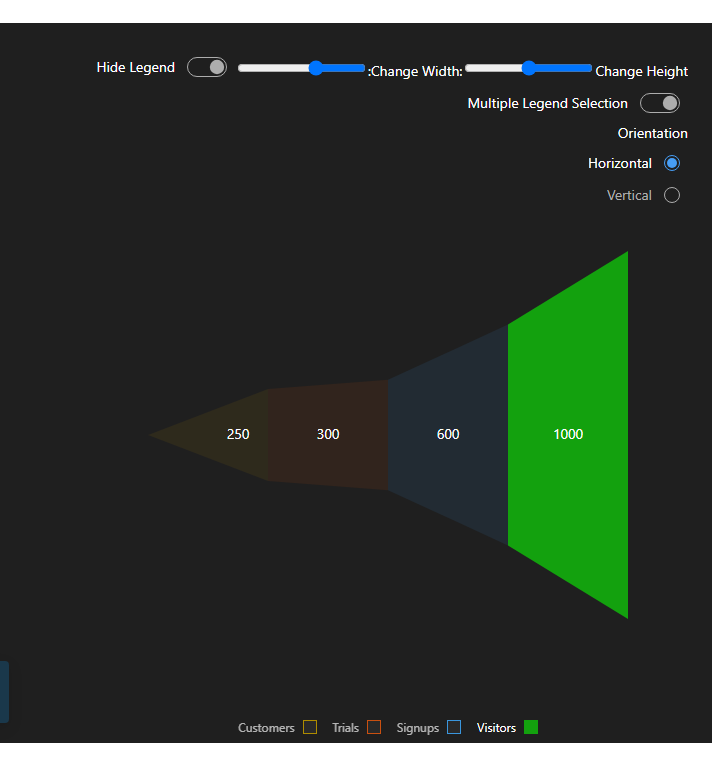 Hide Legend :Change Width: Change Height
Multiple Legend Selection
Orientation
Horizontal
Vertical
250 300 600 1000
Customers Trials Signups Visitors